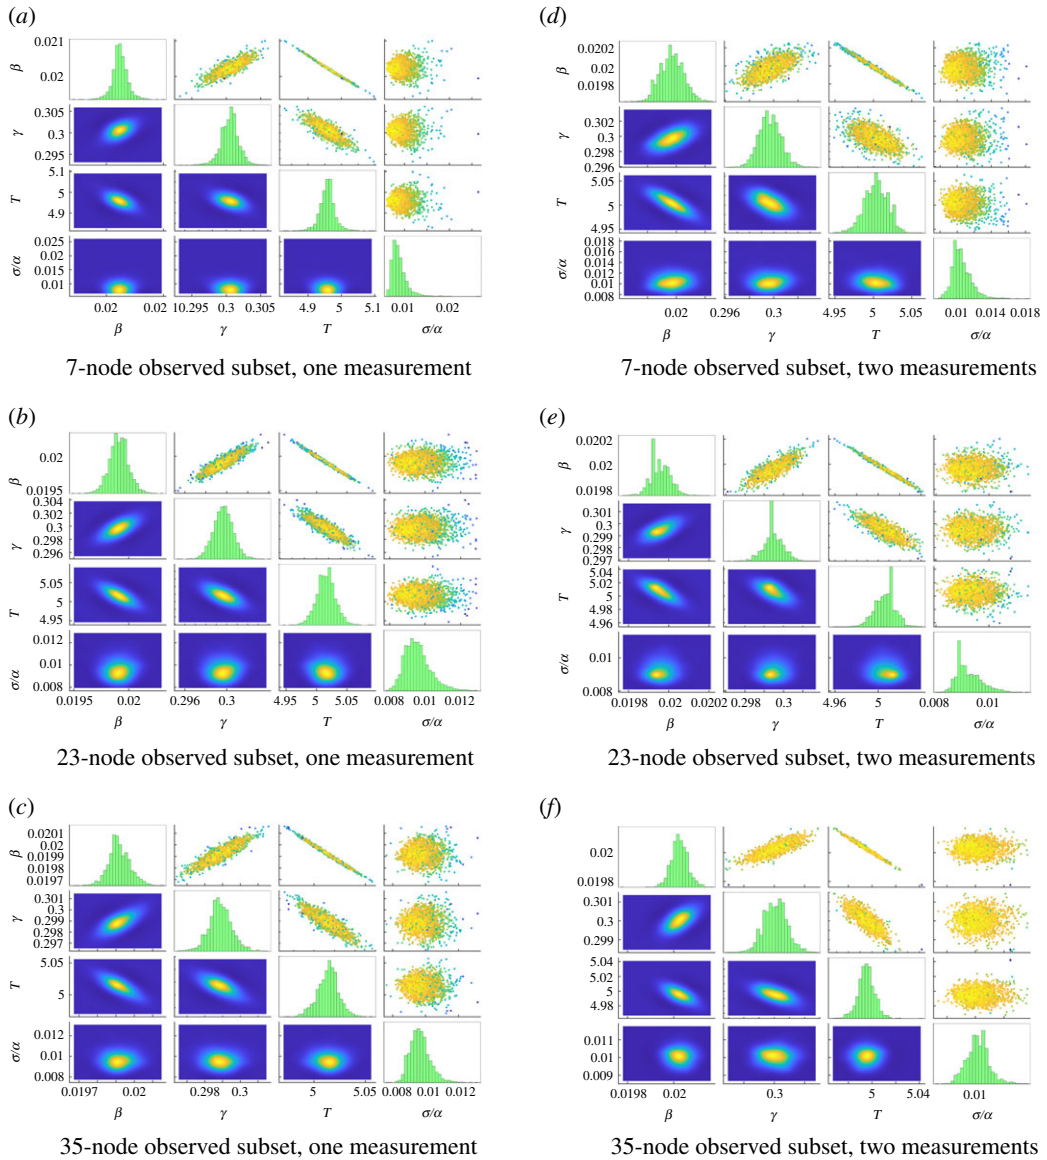 (a)
0.021
0.02
β
0.305
0.300
0.295
γ
5.1
5
4.9
T
0.025
0.020
0.015
0.01
σ/α
0.02 0.02 0.295 0.30 0.305 4.9 5 5.1 0.01 0.02
β γ T σ/α
7-node observed subset, one measurement
(d)
0.0202
0.02
0.0198
β
0.302
0.3
0.298
0.296
γ
5.05
5
4.95
T
0.018
0.016
0.014
0.012
0.010
0.008
σ/α
0.02 0.296 0.3 4.95 5 5.05 0.01 0.014 0.018
β γ T σ/α
7-node observed subset, two measurements
(b)
0.02
0.0195
β
0.304
0.302
0.3
0.298
0.296
γ
5.05
5
4.95
T
0.012
0.01
0.008
σ/α
0.0195 0.02 0.296 0.3 4.95 5 5.05 0.008 0.010 0.012
β γ T σ/α
23-node observed subset, one measurement
(e)
0.0202
0.02
0.0198
β
0.3
0.299
0.298
0.297
γ
5.04
5.02
5
4.98
4.96
T
0.01
0.008
σ/α
0.0198 0.02 0.0202 0.298 0.3 4.96 5 0.008 0.01
β γ T σ/α
23-node observed subset, two measurements
(c)
0.0201
0.02
0.0199
0.0198
0.0197
β
0.301
0.3
0.299
0.298
0.297
γ
5.05
5
T
0.012
0.01
0.008
σ/α
0.0197 0.02 0.298 0.3 5 5.05 0.008 0.010 0.012
β γ T σ/α
35-node observed subset, one measurement
(f)
0.02
0.0198
β
0.301
0.3
0.299
γ
5.04
5.02
5
4.98
T
0.011
0.01
0.009
σ/α
0.0198 0.02 0.3 5 5.04 0.01
β γ T σ/α
35-node observed subset, two measurements